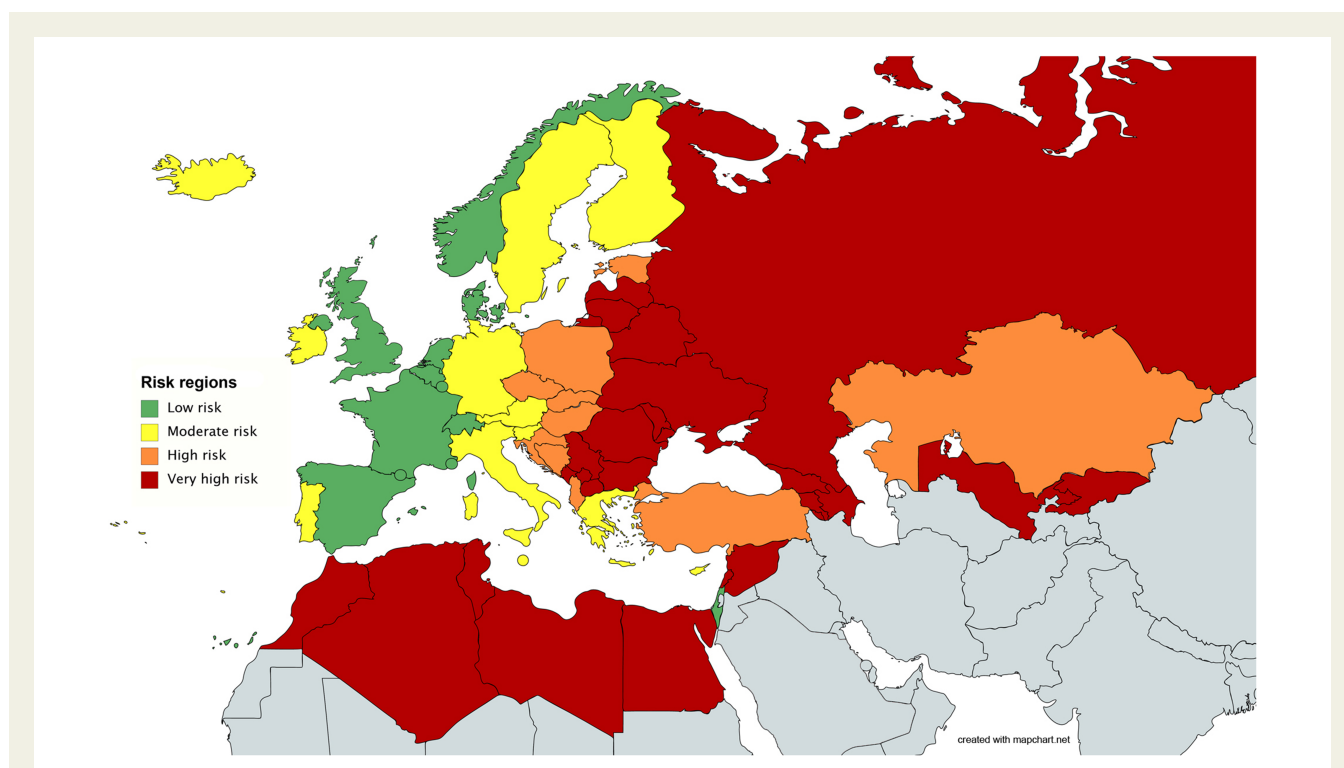 Risk regions
Low risk
Moderate risk
High risk
Very high risk
created with mapchart.net